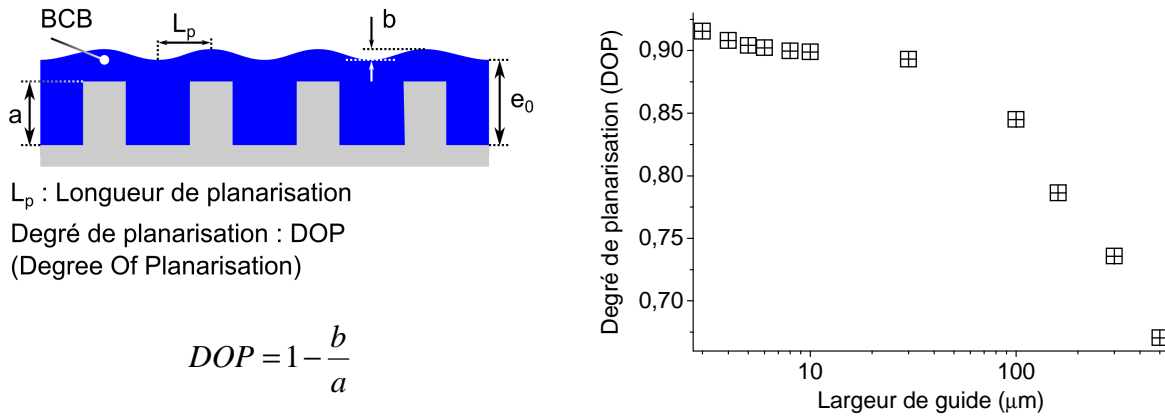 BCB
Lp
b
a
e0
Lp : Longueur de planarisation
Degré de planarisation : DOP
(Degree Of Planarisation)
DOP = 1 − b/a
Degré de planarisation (DOP)
0,90
0,85
0,80
0,75
0,70
10
100
Largeur de guide (μm)